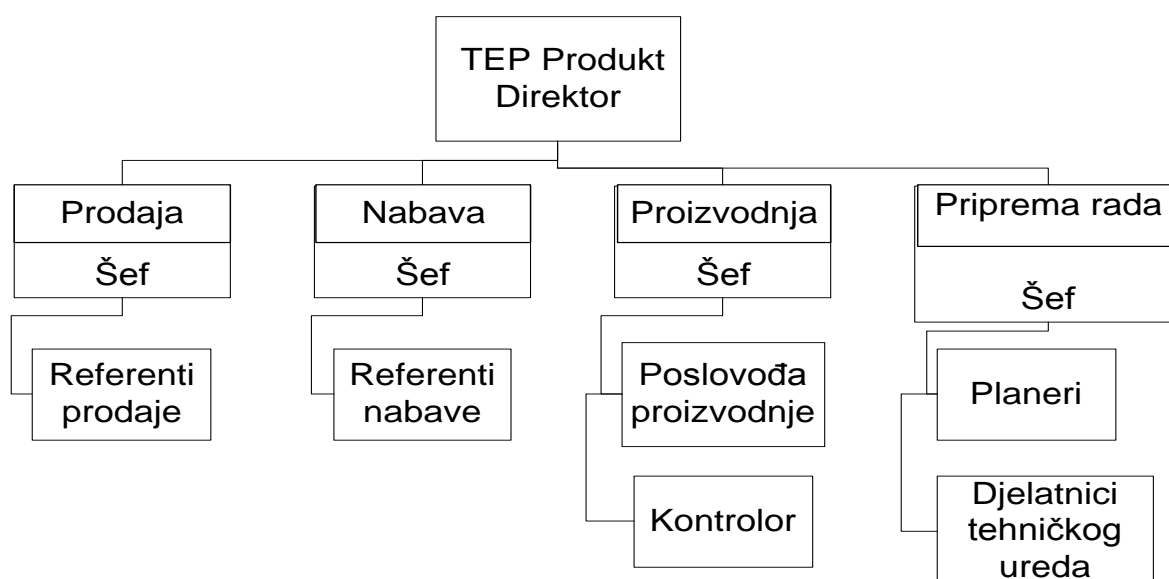 TEP Produkt
Direktor
Prodaja
Šef
Nabava
Šef
Proizvodnja
Šef
Priprema rada
Šef
Referenti
prodaje
Referenti
nabave
Poslovođa
proizvodnje
Planeri
Kontrolor
Djelatnici
tehničkog
ureda